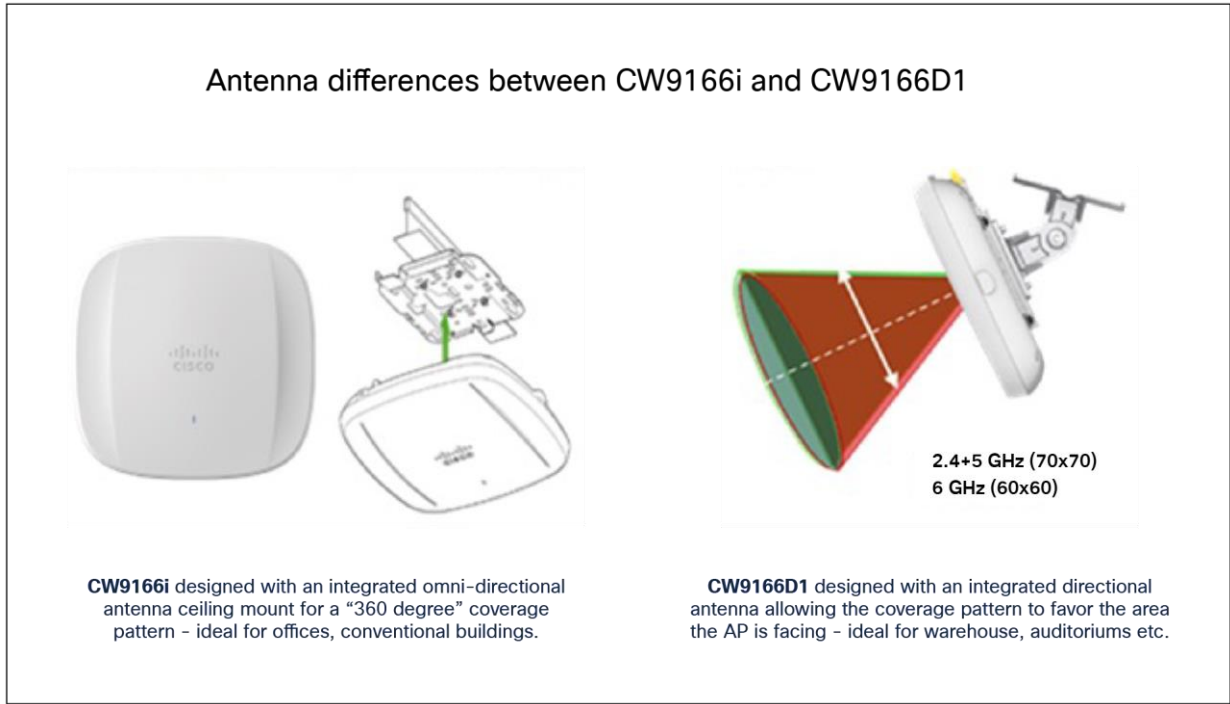 Antenna differences between CW9166i and CW9166D1
CISCO
CISCO
2.4+5 GHz (70x70)
6 GHz (60x60)
CW9166i designed with an integrated omni-directional
antenna ceiling mount for a “360 degree” coverage
pattern - ideal for offices, conventional buildings.
CW9166D1 designed with an integrated directional
antenna allowing the coverage pattern to favor the area
the AP is facing - ideal for warehouse, auditoriums etc.